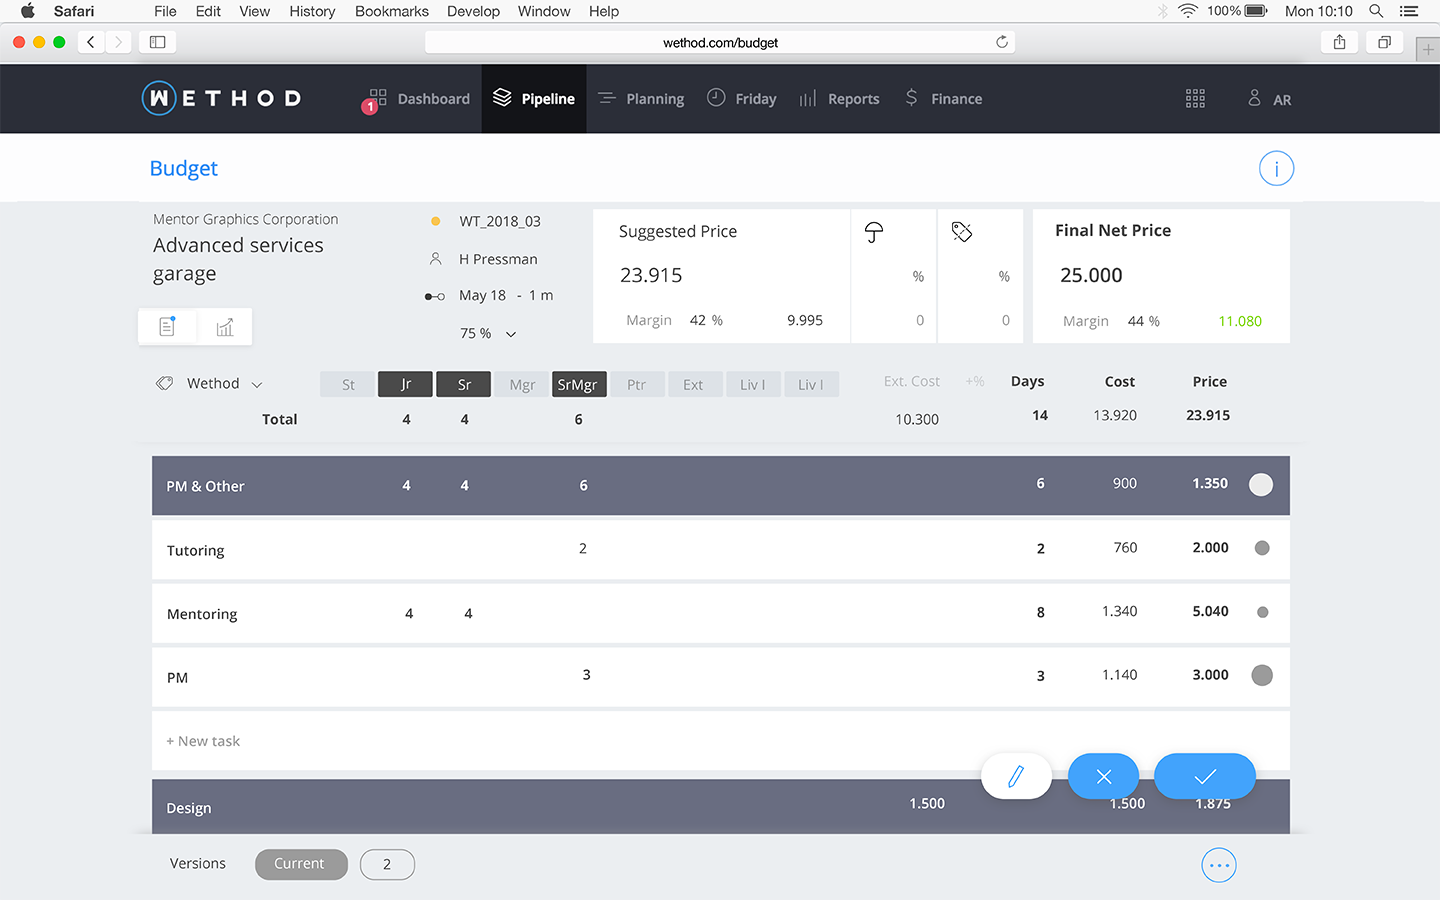 Safari File Edit View History Bookmarks Develop Window Help 100% Mon 10:10
wethod.com/budget
WETHOD 1 Dashboard Pipeline Planning Friday Reports $ Finance AR
Budget i
Mentor Graphics Corporation
Advanced services
garage
WT_2018_03
H Pressman
May 18 - 1 m
75 %
Suggested Price
23.915 % %
Margin 42 % 9.995 0 0
Final Net Price
25.000
Margin 44 % 11.080
Wethod St Jr Sr Mgr SrMgr Ptr Ext Liv I Liv I Ext. Cost +% Days Cost Price
Total 4 4 6 10.300 14 13.920 23.915
PM & Other 4 4 6 6 900 1.350
Tutoring 2 2 760 2.000
Mentoring 4 4 8 1.340 5.040
PM 3 3 1.140 3.000
+ New task
Design 1.500 1.500 1.875
Versions Current 2